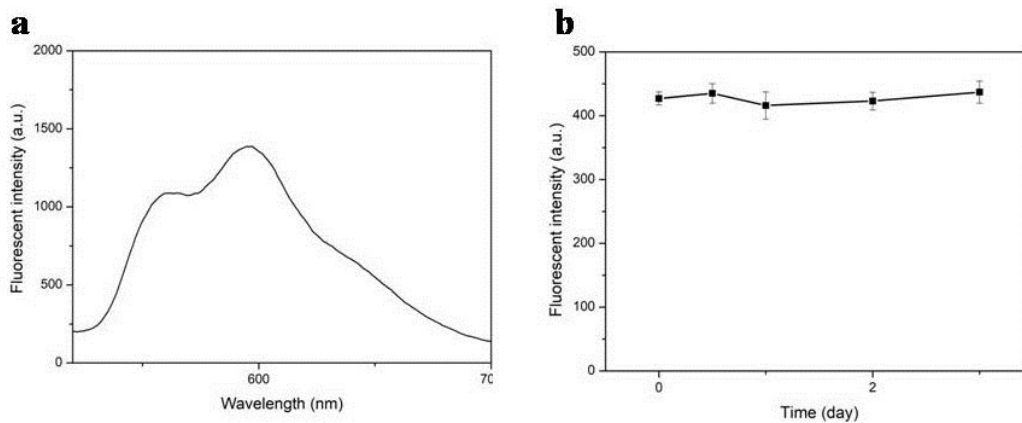 a
2000
1500
1000
500
0
600
70
Wavelength (nm)
Fluorescent intensity (a.u.)
b
500
400
300
200
100
0
0
2
Time (day)
Fluorescent intensity (a.u.)